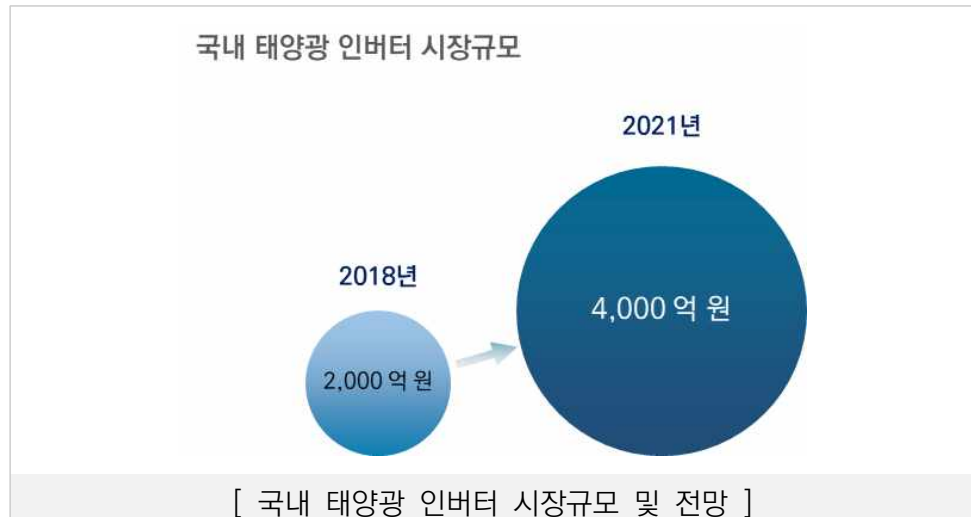 국내 태양광 인버터 시장규모
2021년
2018년
4,000 억 원
2,000 억 원
[ 국내 태양광 인버터 시장규모 및 전망 ]